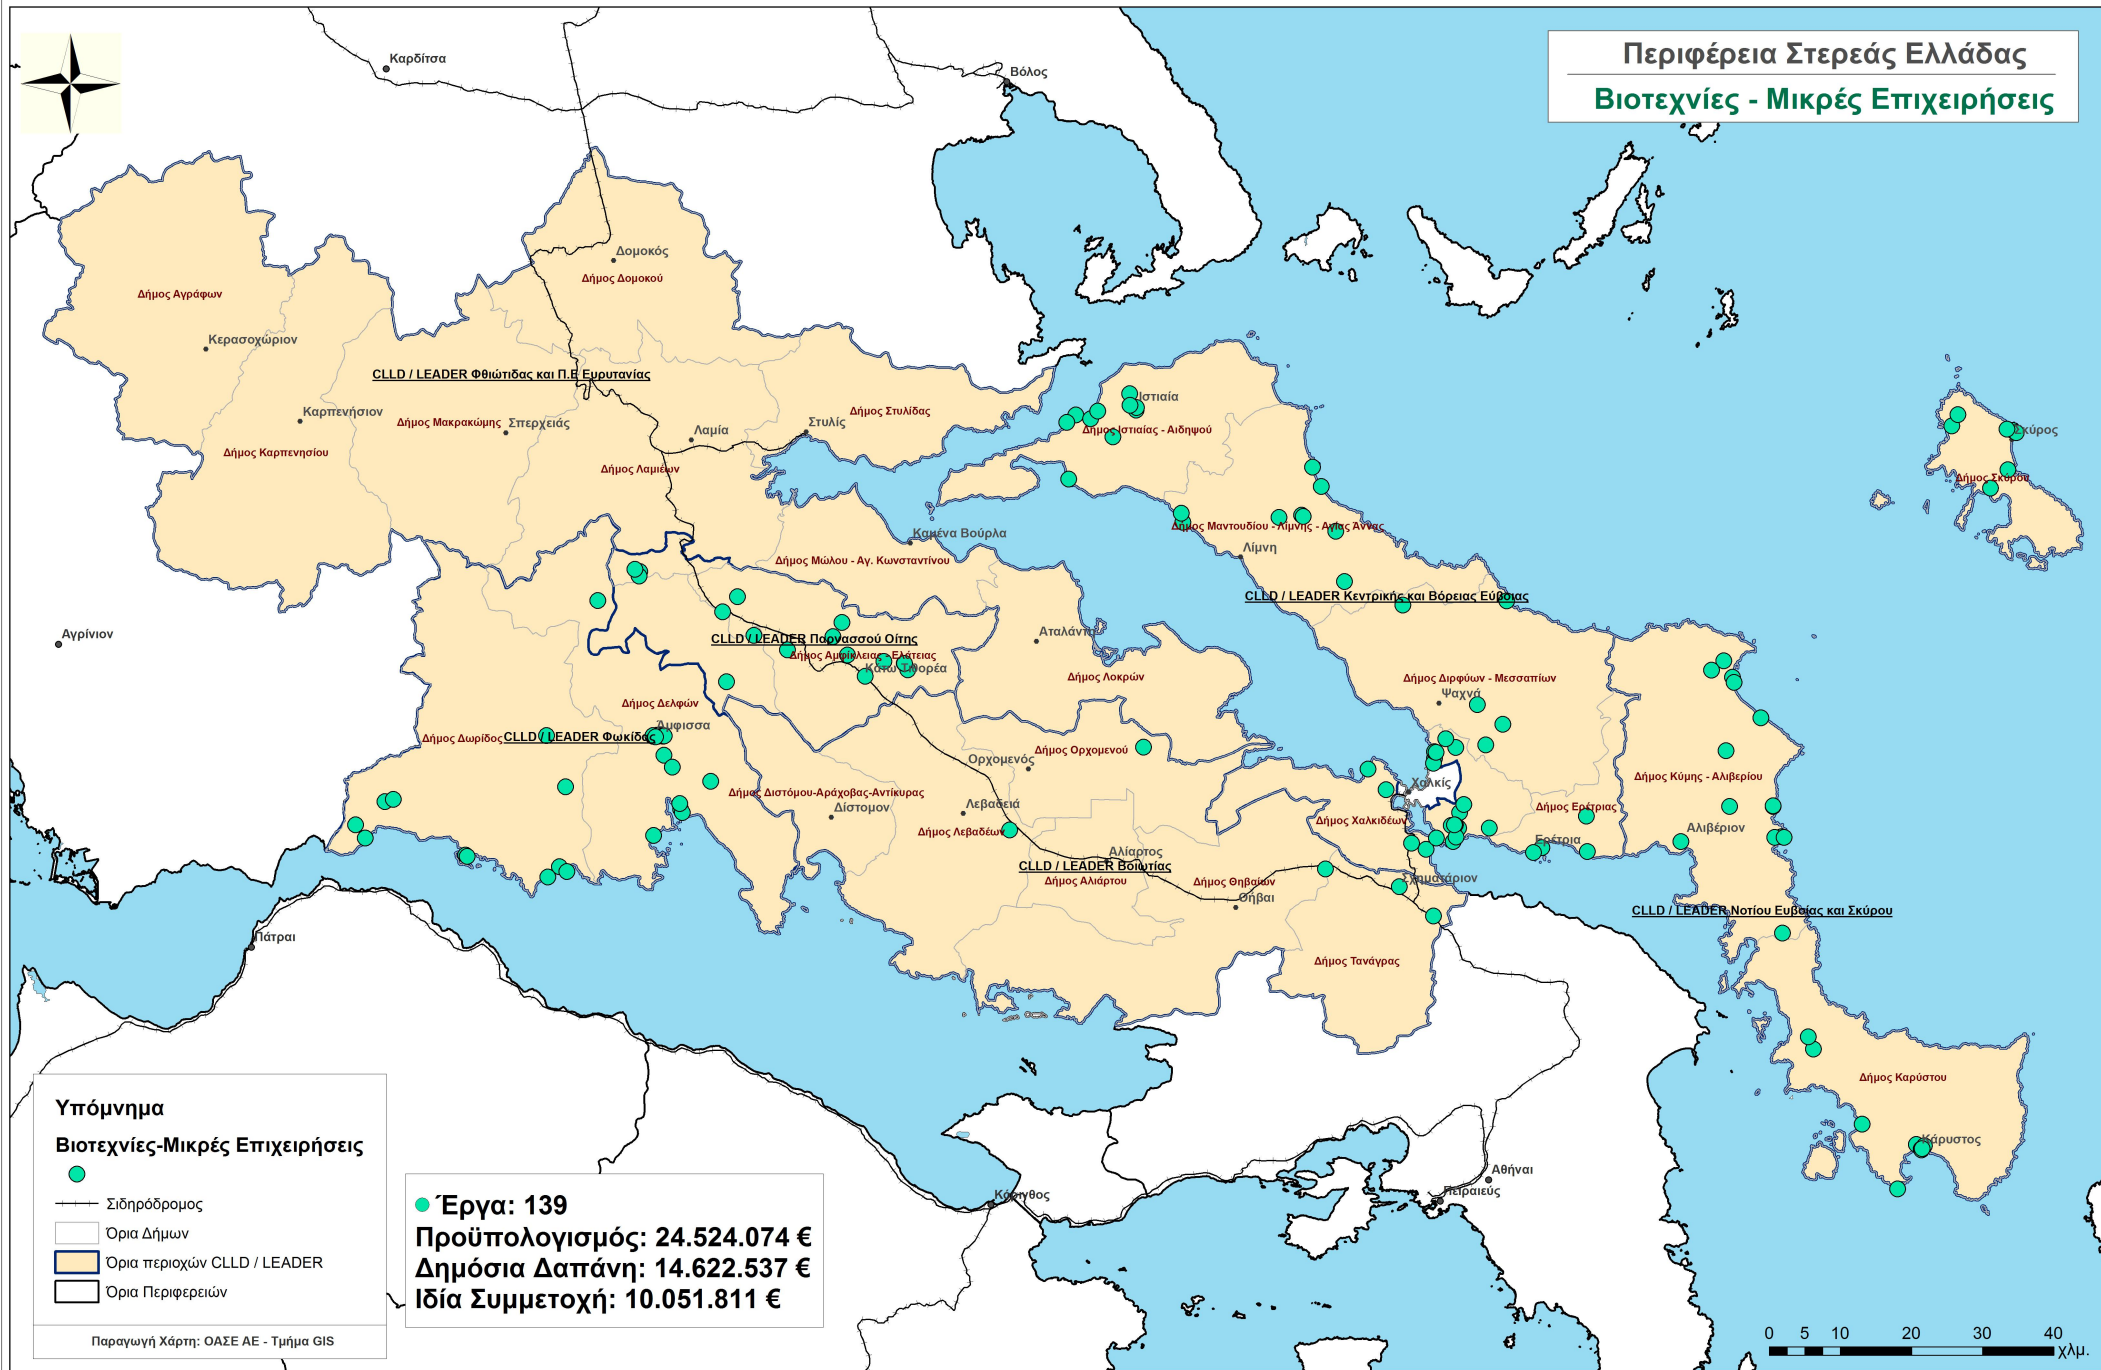 Περιφέρεια Στερεάς Ελλάδας
Βιοτεχνίες - Μικρές Επιχειρήσεις
Καρδίτσα
Βόλος
Δομοκός
Δήμος Δομοκού
Δήμος Αγράφων
Κερασοχώριον
CLLD / LEADER Φθιώτιδας και Π.Ε Ευρυτανίας
Καρπενήσιον
Δήμος Μακρακώμης
Σπερχειάς
Δήμος Στυλίδας
Στυλίς
Λαμία
Δήμος Καρπενησίου
Δήμος Λαμιέων
Ιστιαία
Δήμος Ιστιαίας - Αιδηψού
Σκύρος
Δήμος Σκύρου
Δήμος Μαντουδίου - Λίμνης - Αγίας Άννας
Καμένα Βούρλα
Λίμνη
Δήμος Μώλου - Αγ. Κωνσταντίνου
CLLD / LEADER Κεντρικής και Βόρειας Εύβοιας
Αγρίνιον
Αταλάντη
CLLD / LEADER Παρνασσού Οίτης
Δήμος Αμφίκλειας - Ελάτειας
Κάτω Τιθορέα
Δήμος Λοκρών
Δήμος Διρφύων - Μεσσαπίων
Ψαχνά
Δήμος Δελφών
Άμφισσα
Δήμος Δωρίδος
CLLD / LEADER Φωκίδας
Δήμος Ορχομενού
Ορχομενός
Δήμος Κύμης - Αλιβερίου
Χαλκίς
Δήμος Διστόμου-Αράχοβας-Αντίκυρας
Δίστομον
Λεβαδειά
Δήμος Λεβαδέων
Δήμος Χαλκιδέων
Δήμος Ερέτριας
Ερέτρια
Αλιβέριον
Αλίαρτος
CLLD / LEADER Βοιωτίας
Δήμος Αλιάρτου
Δήμος Θηβαίων
Θήβαι
Σχηματάριον
CLLD / LEADER Νοτίου Ευβοίας και Σκύρου
Πάτραι
Δήμος Τανάγρας
Δήμος Καρύστου
Κάρυστος
Αθήναι
Πειραιεύς
Κόρινθος
Υπόμνημα
Βιοτεχνίες-Μικρές Επιχειρήσεις
Σιδηρόδρομος
Όρια Δήμων
Όρια περιοχών CLLD / LEADER
Όρια Περιφερειών
Παραγωγή Χάρτη: ΟΑΣΕ ΑΕ - Τμήμα GIS
Έργα: 139
Προϋπολογισμός: 24.524.074 €
Δημόσια Δαπάνη: 14.622.537 €
Ιδία Συμμετοχή: 10.051.811 €
0 5 10 20 30 40
χλμ.